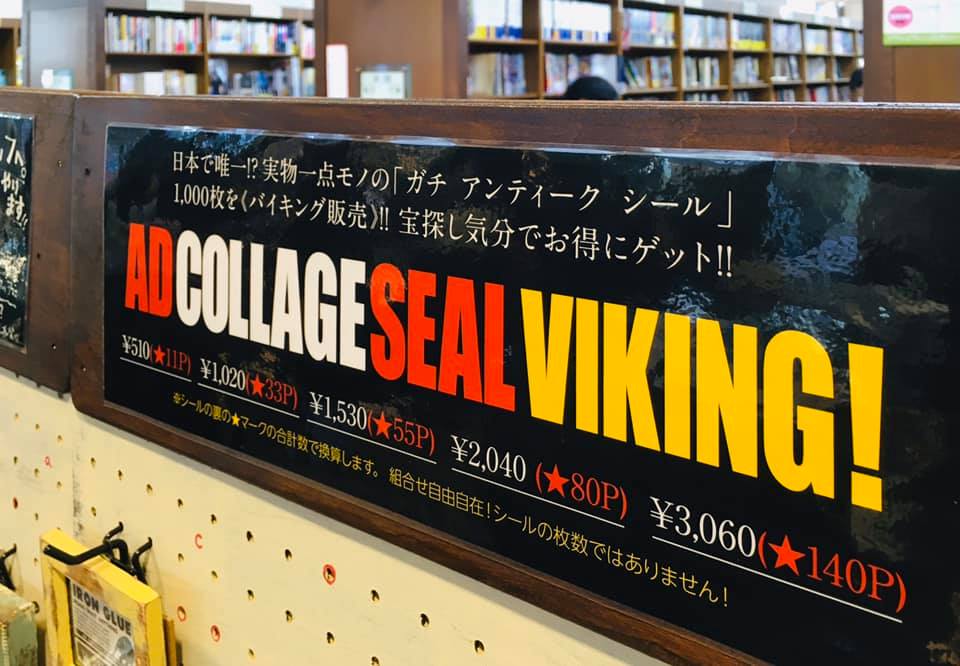 日本で唯一!? 実物一点モノの「ガチ アンティーク シール」
1,000枚を《バイキング販売》!! 宝探し気分でお得にゲット!!
AD COLLAGE SEAL VIKING!
¥510(★11P) ¥1,020(★33P) ¥1,530(★55P) ¥2,040 (★80P) ¥3,060(★140P)
※シールの裏の★マークの合計数で換算します。 組合せ自由自在!シールの枚数ではありません!
やり
ます!!
IRON GLUE